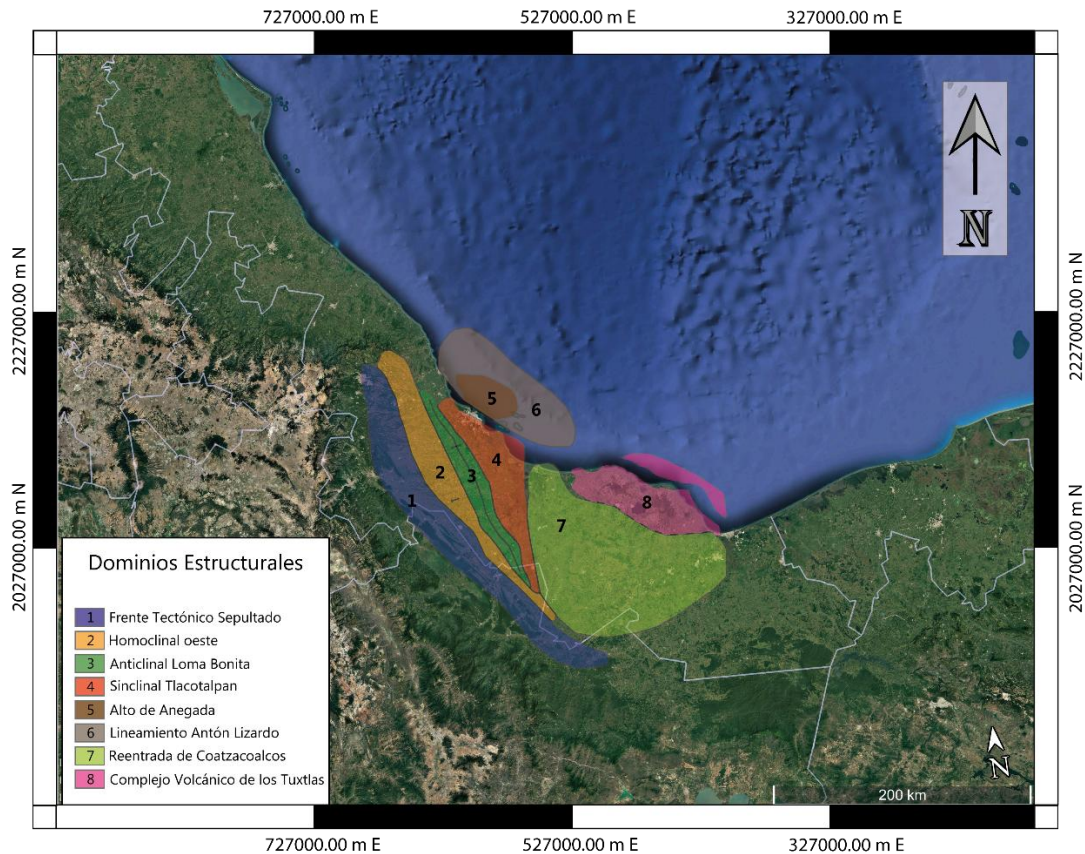 727000.00 m E
527000.00 m E
327000.00 m E
2227000.00 m N
2227000.00 m N
N
5
6
4
2
3
1
8
7
2027000.00 m N
2027000.00 m N
Dominios Estructurales
1 Frente Tectónico Sepultado
2 Homoclinal oeste
3 Anticlinal Loma Bonita
4 Sinclinal Tlacotalpan
5 Alto de Anegada
6 Lineamiento Antón Lizardo
7 Reentrada de Coatzacoalcos
8 Complejo Volcánico de los Tuxtlas
N
200 km
727000.00 m E
527000.00 m E
327000.00 m E